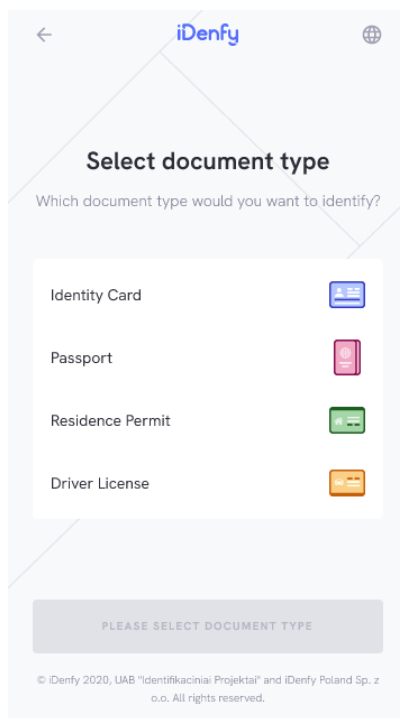 iDenfy
Select document type
Which document type would you want to identify?
Identity Card
Passport
Residence Permit
Driver License
PLEASE SELECT DOCUMENT TYPE
© iDenfy 2020, UAB "Identifikaciniai Projektai" and iDenfy Poland Sp. z
o.o. All rights reserved.